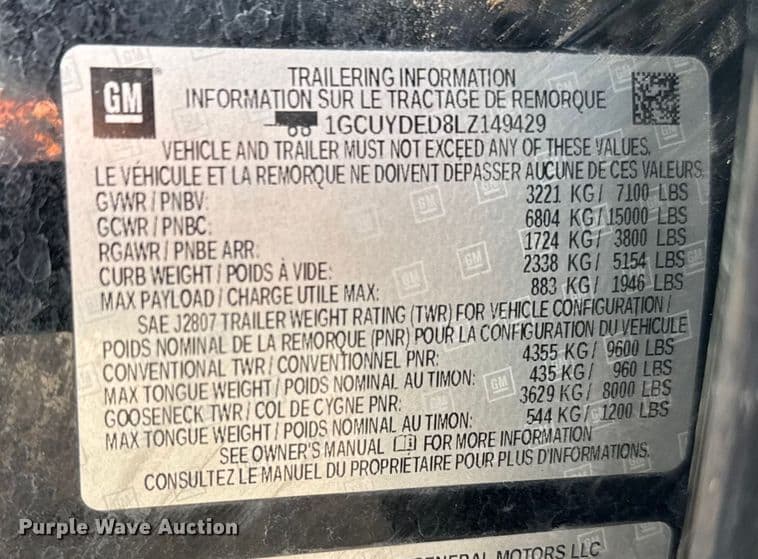 GM
TRAILERING INFORMATION
INFORMATION SUR LE TRACTAGE DE REMORQUE
1GCUYDED8LZ149429
VEHICLE AND TRAILER MUST NOT EXCEED ANY OF THESE VALUES.
LE VÉHICULE ET LA REMORQUE NE DOIVENT DÉPASSER AUCUNE DE CES VALEURS.
GVWR / PNBV: 3221 KG / 7100 LBS
GCWR / PNBC: 6804 KG / 15000 LBS
RGAWR / PNBE ARR: 1724 KG / 3800 LBS
CURB WEIGHT / POIDS À VIDE: 2338 KG / 5154 LBS
MAX PAYLOAD / CHARGE UTILE MAX: 883 KG / 1946 LBS
SAE J2807 TRAILER WEIGHT RATING (TWR) FOR VEHICLE CONFIGURATION /
POIDS NOMINAL DE LA REMORQUE (PNR) POUR LA CONFIGURATION DU VÉHICULE
CONVENTIONAL TWR / CONVENTIONNEL PNR: 4355 KG / 9600 LBS
MAX TONGUE WEIGHT / POIDS NOMINAL AU TIMON: 435 KG / 960 LBS
GOOSENECK TWR / COL DE CYGNE PNR: 3629 KG / 8000 LBS
MAX TONGUE WEIGHT / POIDS NOMINAL AU TIMON: 544 KG / 1200 LBS
SEE OWNER'S MANUAL FOR MORE INFORMATION
CONSULTEZ LE MANUEL DU PROPRIÉTAIRE POUR PLUS D'INFORMATIONS.
GENERAL MOTORS LLC
Purple Wave Auction